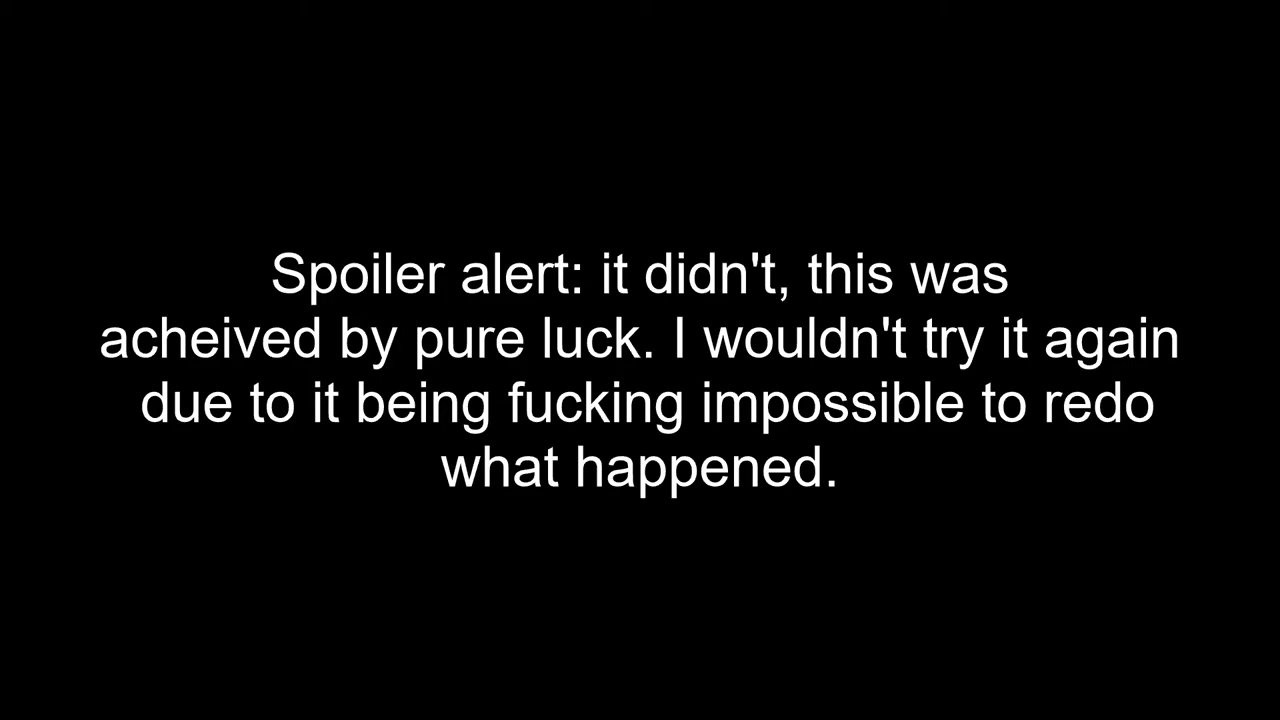 Spoiler alert: it didn't, this was
acheived by pure luck. I wouldn't try it again
due to it being fucking impossible to redo
what happened.